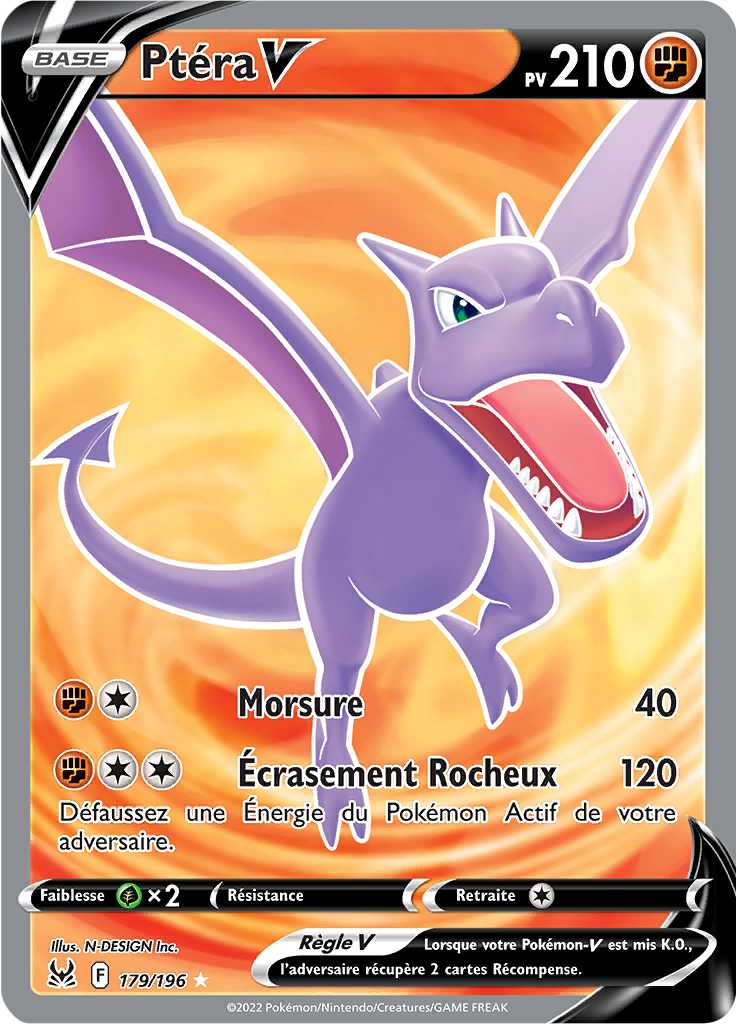 BASE
Ptéra V
PV 210
Morsure 40
Écrasement Rocheux 120
Défaussez une Énergie du Pokémon Actif de votre
adversaire.
Faiblesse ×2 Résistance Retraite
Illus. N-DESIGN Inc.
Règle V Lorsque votre Pokémon-V est mis K.O.,
l'adversaire récupère 2 cartes Récompense.
F 179/196
©2022 Pokémon/Nintendo/Creatures/GAME FREAK